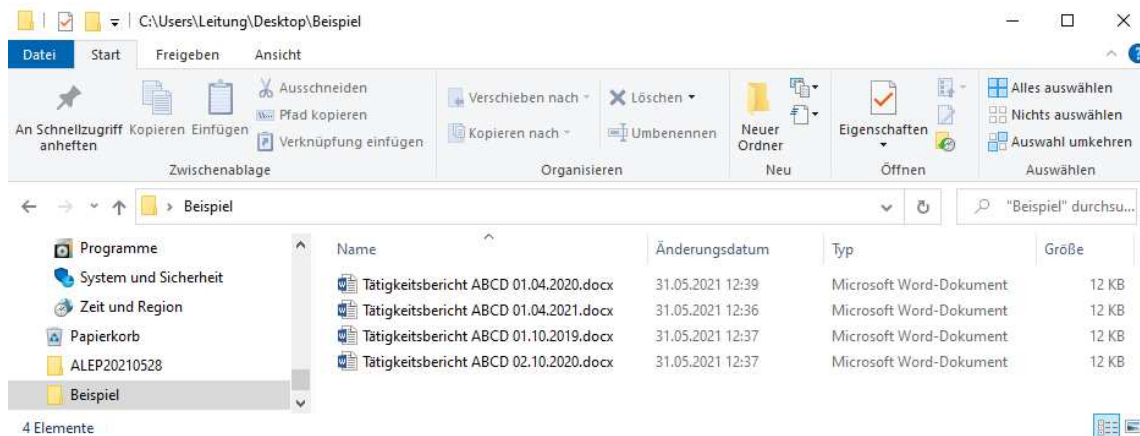 C:\Users\Leitung\Desktop\Beispiel
Datei Start Freigeben Ansicht
An Schnellzugriff anheften
Kopieren
Einfügen
Ausschneiden
Pfad kopieren
Verknüpfung einfügen
Zwischenablage
Verschieben nach
Kopieren nach
Löschen
Umbenennen
Organisieren
Neuer Ordner
Neu
Eigenschaften
Öffnen
Alles auswählen
Nichts auswählen
Auswahl umkehren
Auswählen
Beispiel
"Beispiel" durchsu...
Programme
System und Sicherheit
Zeit und Region
Papierkorb
ALEP20210528
Beispiel
Name Änderungsdatum Typ Größe
Tätigkeitsbericht ABCD 01.04.2020.docx 31.05.2021 12:39 Microsoft Word-Dokument 12 KB
Tätigkeitsbericht ABCD 01.04.2021.docx 31.05.2021 12:36 Microsoft Word-Dokument 12 KB
Tätigkeitsbericht ABCD 01.10.2019.docx 31.05.2021 12:37 Microsoft Word-Dokument 12 KB
Tätigkeitsbericht ABCD 02.10.2020.docx 31.05.2021 12:37 Microsoft Word-Dokument 12 KB
4 Elemente